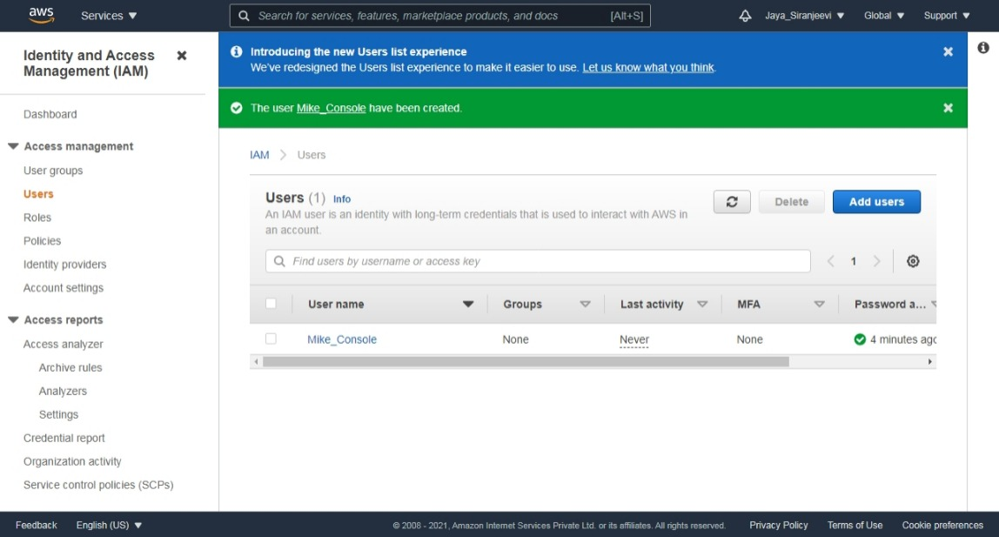 aws
Services
Search for services, features, marketplace products, and docs [Alt+S]
Jaya_Siranjeevi
Global
Support
Identity and Access
Management (IAM)
Dashboard
Access management
User groups
Users
Roles
Policies
Identity providers
Account settings
Access reports
Access analyzer
Archive rules
Analyzers
Settings
Credential report
Organization activity
Service control policies (SCPs)
Introducing the new Users list experience
We've redesigned the Users list experience to make it easier to use. Let us know what you think.
The user Mike_Console have been created.
IAM > Users
Users (1) Info
An IAM user is an identity with long-term credentials that is used to interact with AWS in
an account.
Delete
Add users
Find users by username or access key
1
User name Groups Last activity MFA Password a...
Mike_Console None Never None 4 minutes ago
Feedback English (US) © 2008 - 2021, Amazon Internet Services Private Ltd. or its affiliates. All rights reserved. Privacy Policy Terms of Use Cookie preferences